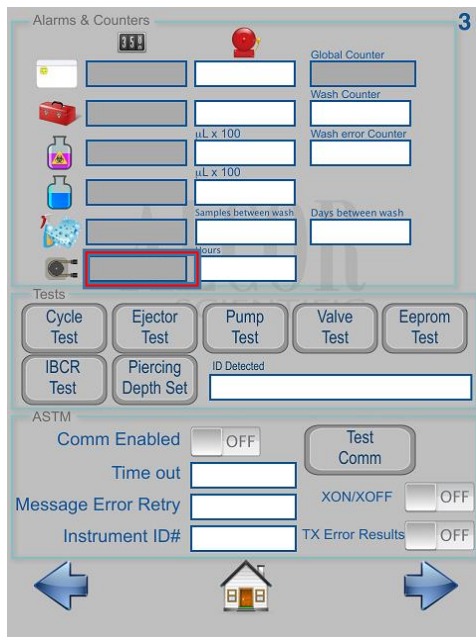 Alarms & Counters
3
Global Counter
Wash Counter
µL x 100
Wash error Counter
µL x 100
Samples between wash
Days between wash
Hours
ALCOR
SCIENTIFIC
Tests
Cycle Test
Ejector Test
Pump Test
Valve Test
Eeprom Test
IBCR Test
Piercing Depth Set
ID Detected
ASTM
Comm Enabled
OFF
Test Comm
Time out
XON/XOFF
OFF
Message Error Retry
Instrument ID#
TX Error Results
OFF